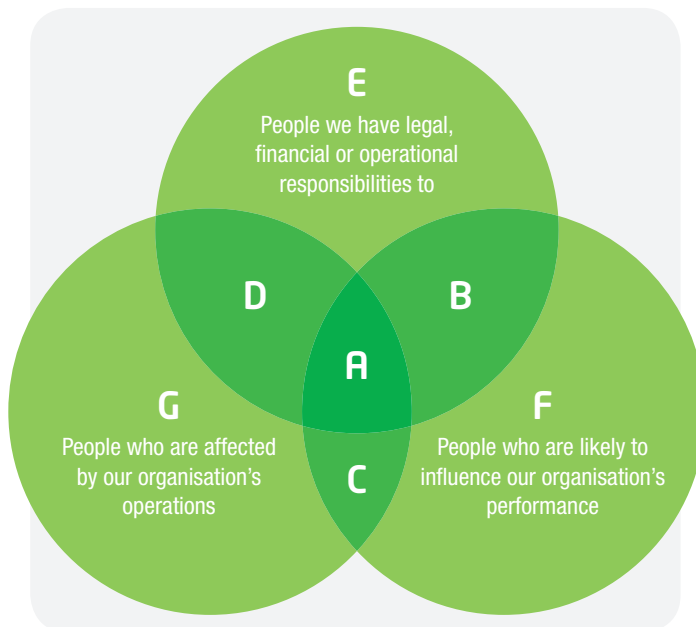 E
People we have legal,
financial or operational
responsibilities to
D
B
A
G
People who are affected
by our organisation's
operations
F
People who are likely to
influence our organisation's
performance
C